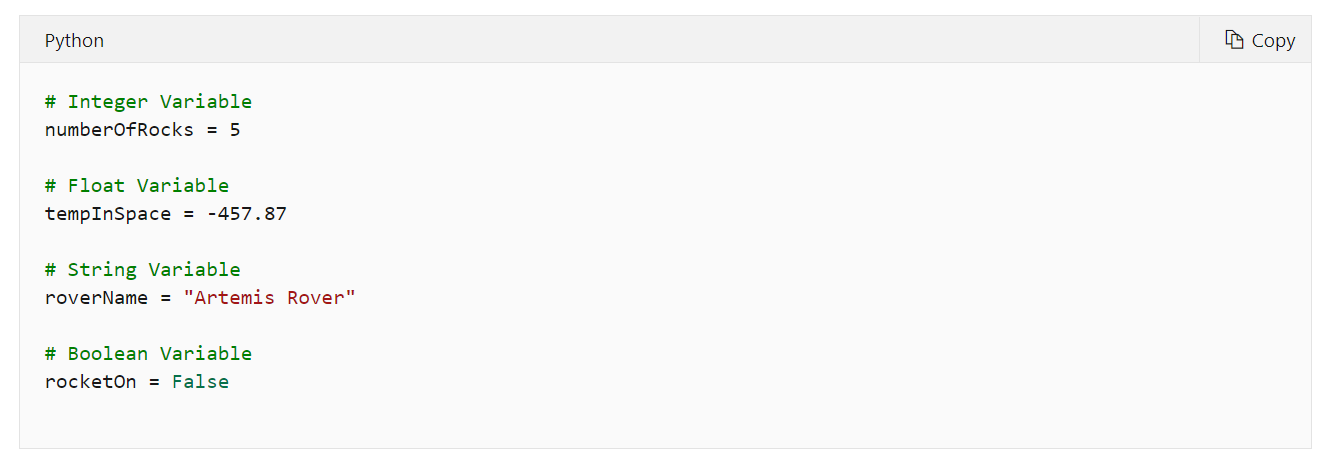 Python
Copy
# Integer Variable
numberOfRocks = 5
# Float Variable
tempInSpace = -457.87
# String Variable
roverName = "Artemis Rover"
# Boolean Variable
rocketOn = False